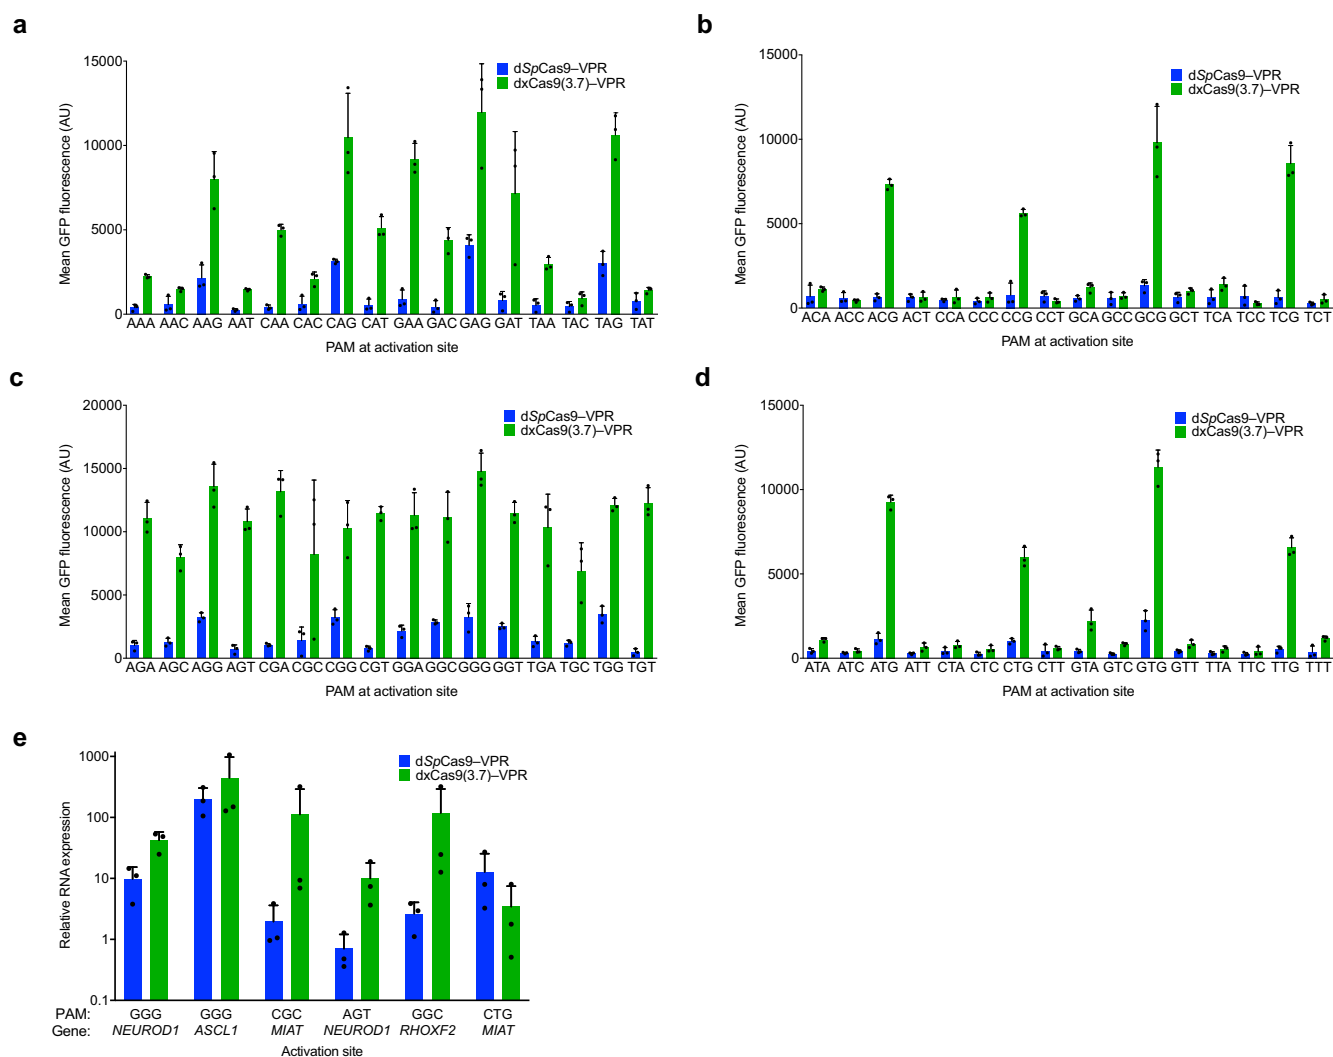 a
15000
10000
5000
0
Mean GFP fluorescence (AU)
dSpCas9–VPR
dxCas9(3.7)–VPR
AAA AAC AAG AAT CAA CAC CAG CAT GAA GAC GAG GAT TAA TAC TAG TAT
PAM at activation site
b
15000
10000
5000
0
Mean GFP fluorescence (AU)
dSpCas9–VPR
dxCas9(3.7)–VPR
ACA ACC ACG ACT CCA CCC CCG CCT GCA GCC GCG GCT TCA TCC TCG TCT
PAM at activation site
c
20000
15000
10000
5000
0
Mean GFP fluorescence (AU)
dSpCas9–VPR
dxCas9(3.7)–VPR
AGA AGC AGG AGT CGA CGC CGG CGT GGA GGC GGG GGT TGA TGC TGG TGT
PAM at activation site
d
15000
10000
5000
0
Mean GFP fluorescence (AU)
dSpCas9–VPR
dxCas9(3.7)–VPR
ATA ATC ATG ATT CTA CTC CTG CTT GTA GTC GTG GTT TTA TTC TTG TTT
PAM at activation site
e
1000
100
10
1
0.1
Relative RNA expression
dSpCas9–VPR
dxCas9(3.7)–VPR
PAM: GGG GGG CGC AGT GGC CTG
Gene: NEUROD1 ASCL1 MIAT NEUROD1 RHOXF2 MIAT
Activation site